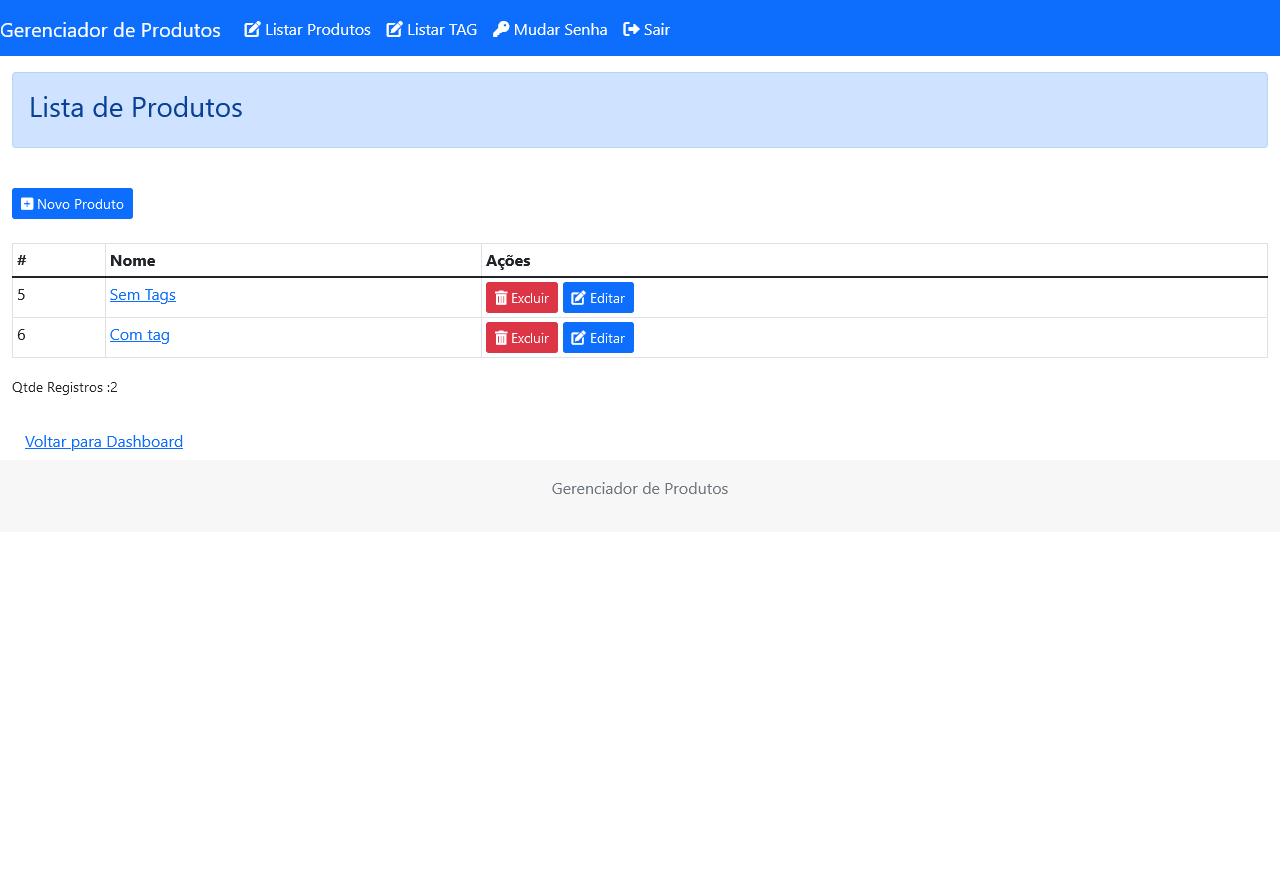 Gerenciador de Produtos Listar Produtos Listar TAG Mudar Senha Sair
Lista de Produtos
Novo Produto
# Nome Ações
5 Sem Tags Excluir Editar
6 Com tag Excluir Editar
Qtde Registros :2
Voltar para Dashboard
Gerenciador de Produtos